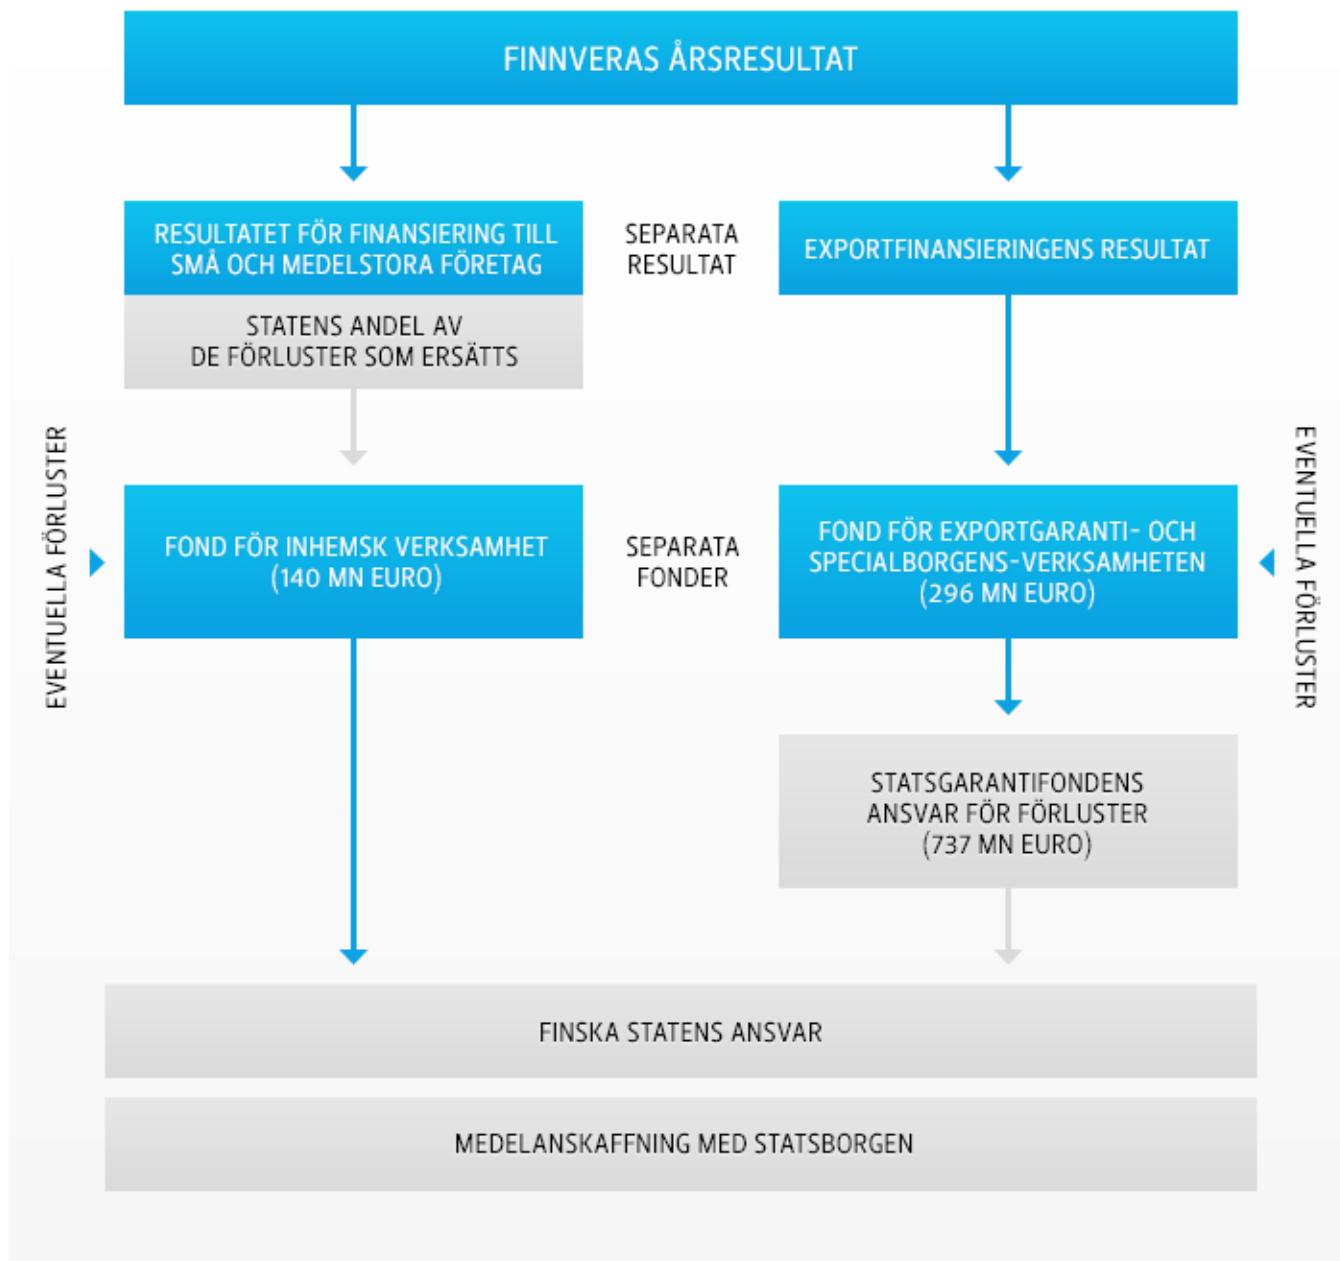 FINNVERAS ÅRSRESULTAT
RESULTATET FÖR FINANSIERING TILL
SMÅ OCH MEDELSTORA FÖRETAG
SEPARATA
RESULTAT
EXPORTFINANSIERINGENS RESULTAT
STATENS ANDEL AV
DE FÖRLUSTER SOM ERSÄTTS
EVENTUELLA FÖRLUSTER
FOND FÖR INHEMSK VERKSAMHET
(140 MN EURO)
SEPARATA
FONDER
FOND FÖR EXPORTGARANTI- OCH
SPECIALBORGENS-VERKSAMHETEN
(296 MN EURO)
EVENTUELLA FÖRLUSTER
STATSGARANTIFONDENS
ANSVAR FÖR FÖRLUSTER
(737 MN EURO)
FINSKA STATENS ANSVAR
MEDELANSKAFFNING MED STATSBORGEN